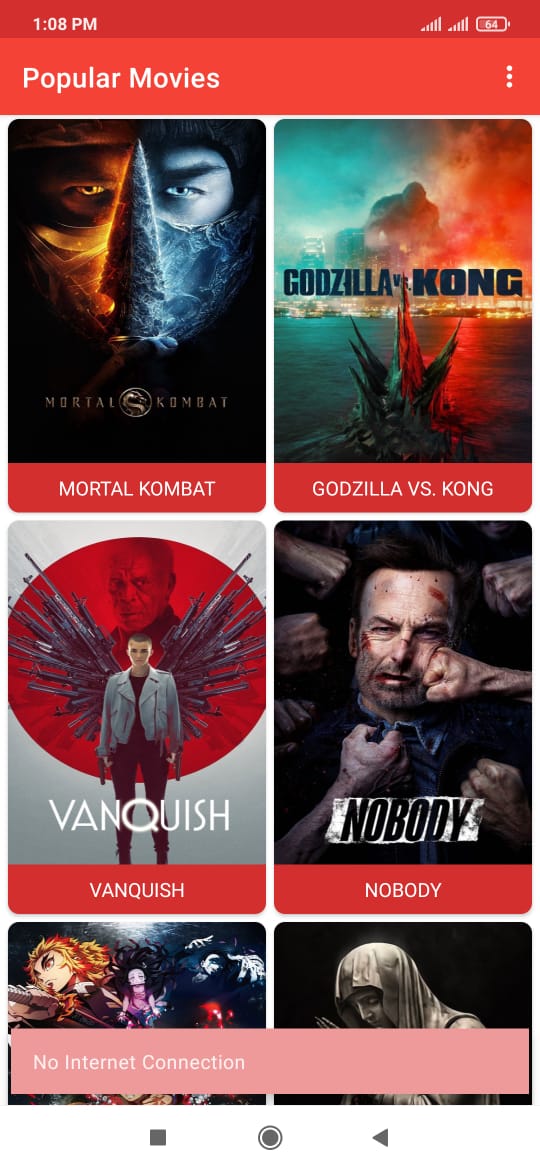 1:08 PM
64
Popular Movies
MORTAL KOMBAT
GODZILLA VS. KONG
MORTAL KOMBAT
GODZILLA VS. KONG
VANQUISH
NOBODY
VANQUISH
NOBODY
No Internet Connection